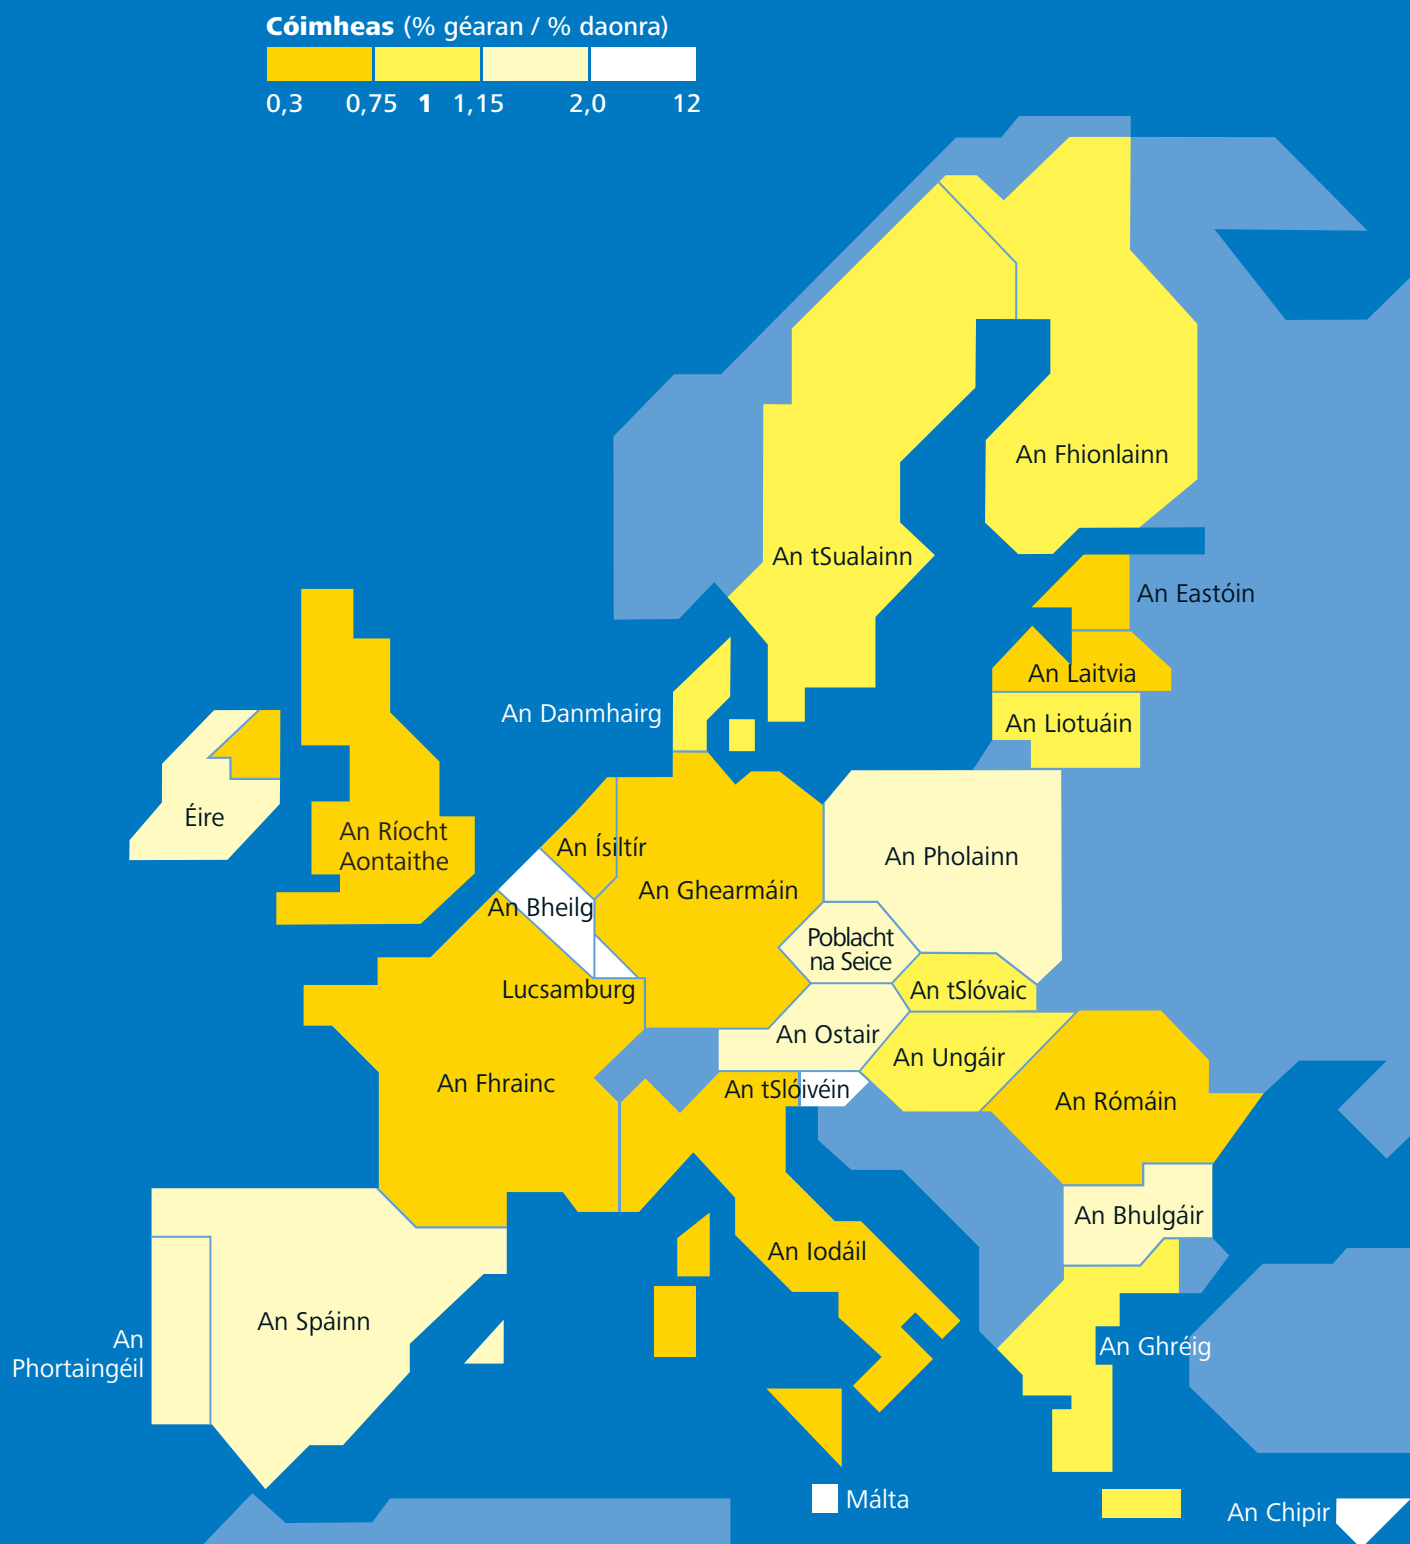 Cóimheas (% géaran / % daonra)
0,3 0,75 1 1,15 2,0 12
An Fhionlainn
An tSualainn
An Eastóin
An Laitvia
An Danmhairg
An Liotuáin
Éire
An Ríocht
Aontaithe
An Ísiltír
An Pholainn
An Ghearmáin
An Bheilg
Poblacht
na Seice
Lucsamburg
An tSlóvaic
An Ostair
An Ungáir
An Fhrainc
An tSlóivéin
An Rómáin
An Bhulgáir
An Iodáil
An Spáinn
An
Phortaingéil
An Ghréig
Málta
An Chipir